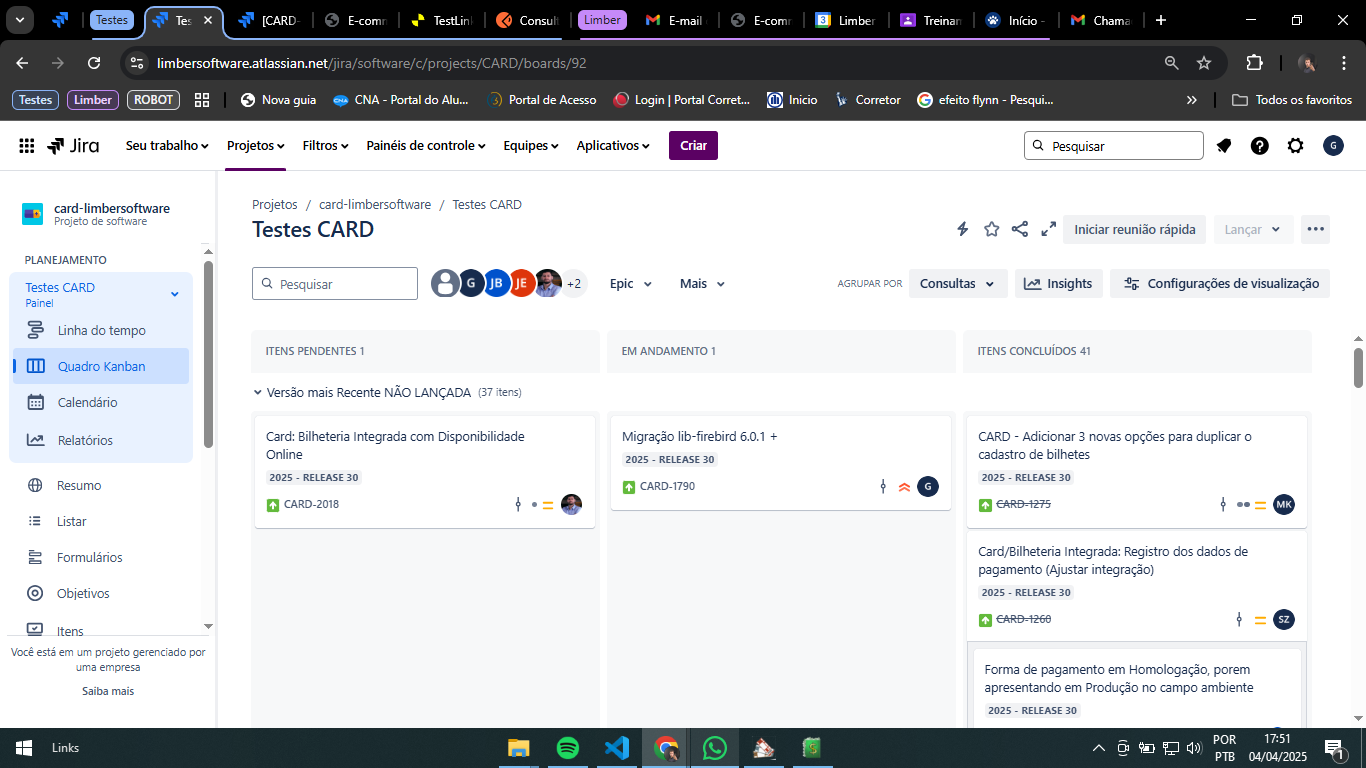 Testes
Tes
[CARD-
E-comm
TestLink
Consult
Limber
E-mail
E-comm
Limber
Treinam
Início -
Chama
limbersoftware.atlassian.net/jira/software/c/projects/CARD/boards/92
Testes
Limber
ROBOT
Nova guia
CNA - Portal do Alu...
Portal de Acesso
Login | Portal Corret...
Inicio
Corretor
efeito flynn - Pesqui...
Todos os favoritos
Jira
Seu trabalho
Projetos
Filtros
Painéis de controle
Equipes
Aplicativos
Criar
Pesquisar
G
card-limbersoftware
Projeto de software
PLANEJAMENTO
Testes CARD
Painel
Linha do tempo
Quadro Kanban
Calendário
Relatórios
Resumo
Listar
Formulários
Objetivos
Itens
Você está em um projeto gerenciado por
uma empresa
Saiba mais
Projetos / card-limbersoftware / Testes CARD
Testes CARD
Iniciar reunião rápida
Lançar
Pesquisar
G
JB
JE
+2
Epic
Mais
AGRUPAR POR
Consultas
Insights
Configurações de visualização
ITENS PENDENTES 1
EM ANDAMENTO 1
ITENS CONCLUÍDOS 41
Versão mais Recente NÃO LANÇADA (37 itens)
Card: Bilheteria Integrada com Disponibilidade
Online
2025 - RELEASE 30
CARD-2018
Migração lib-firebird 6.0.1 +
2025 - RELEASE 30
CARD-1790
G
CARD - Adicionar 3 novas opções para duplicar o
cadastro de bilhetes
2025 - RELEASE 30
CARD-1275
MK
Card/Bilheteria Integrada: Registro dos dados de
pagamento (Ajustar integração)
2025 - RELEASE 30
CARD-1260
SZ
Forma de pagamento em Homologação, porem
apresentando em Produção no campo ambiente
2025 - RELEASE 30
Links
POR
PTB
17:51
04/04/2025
1